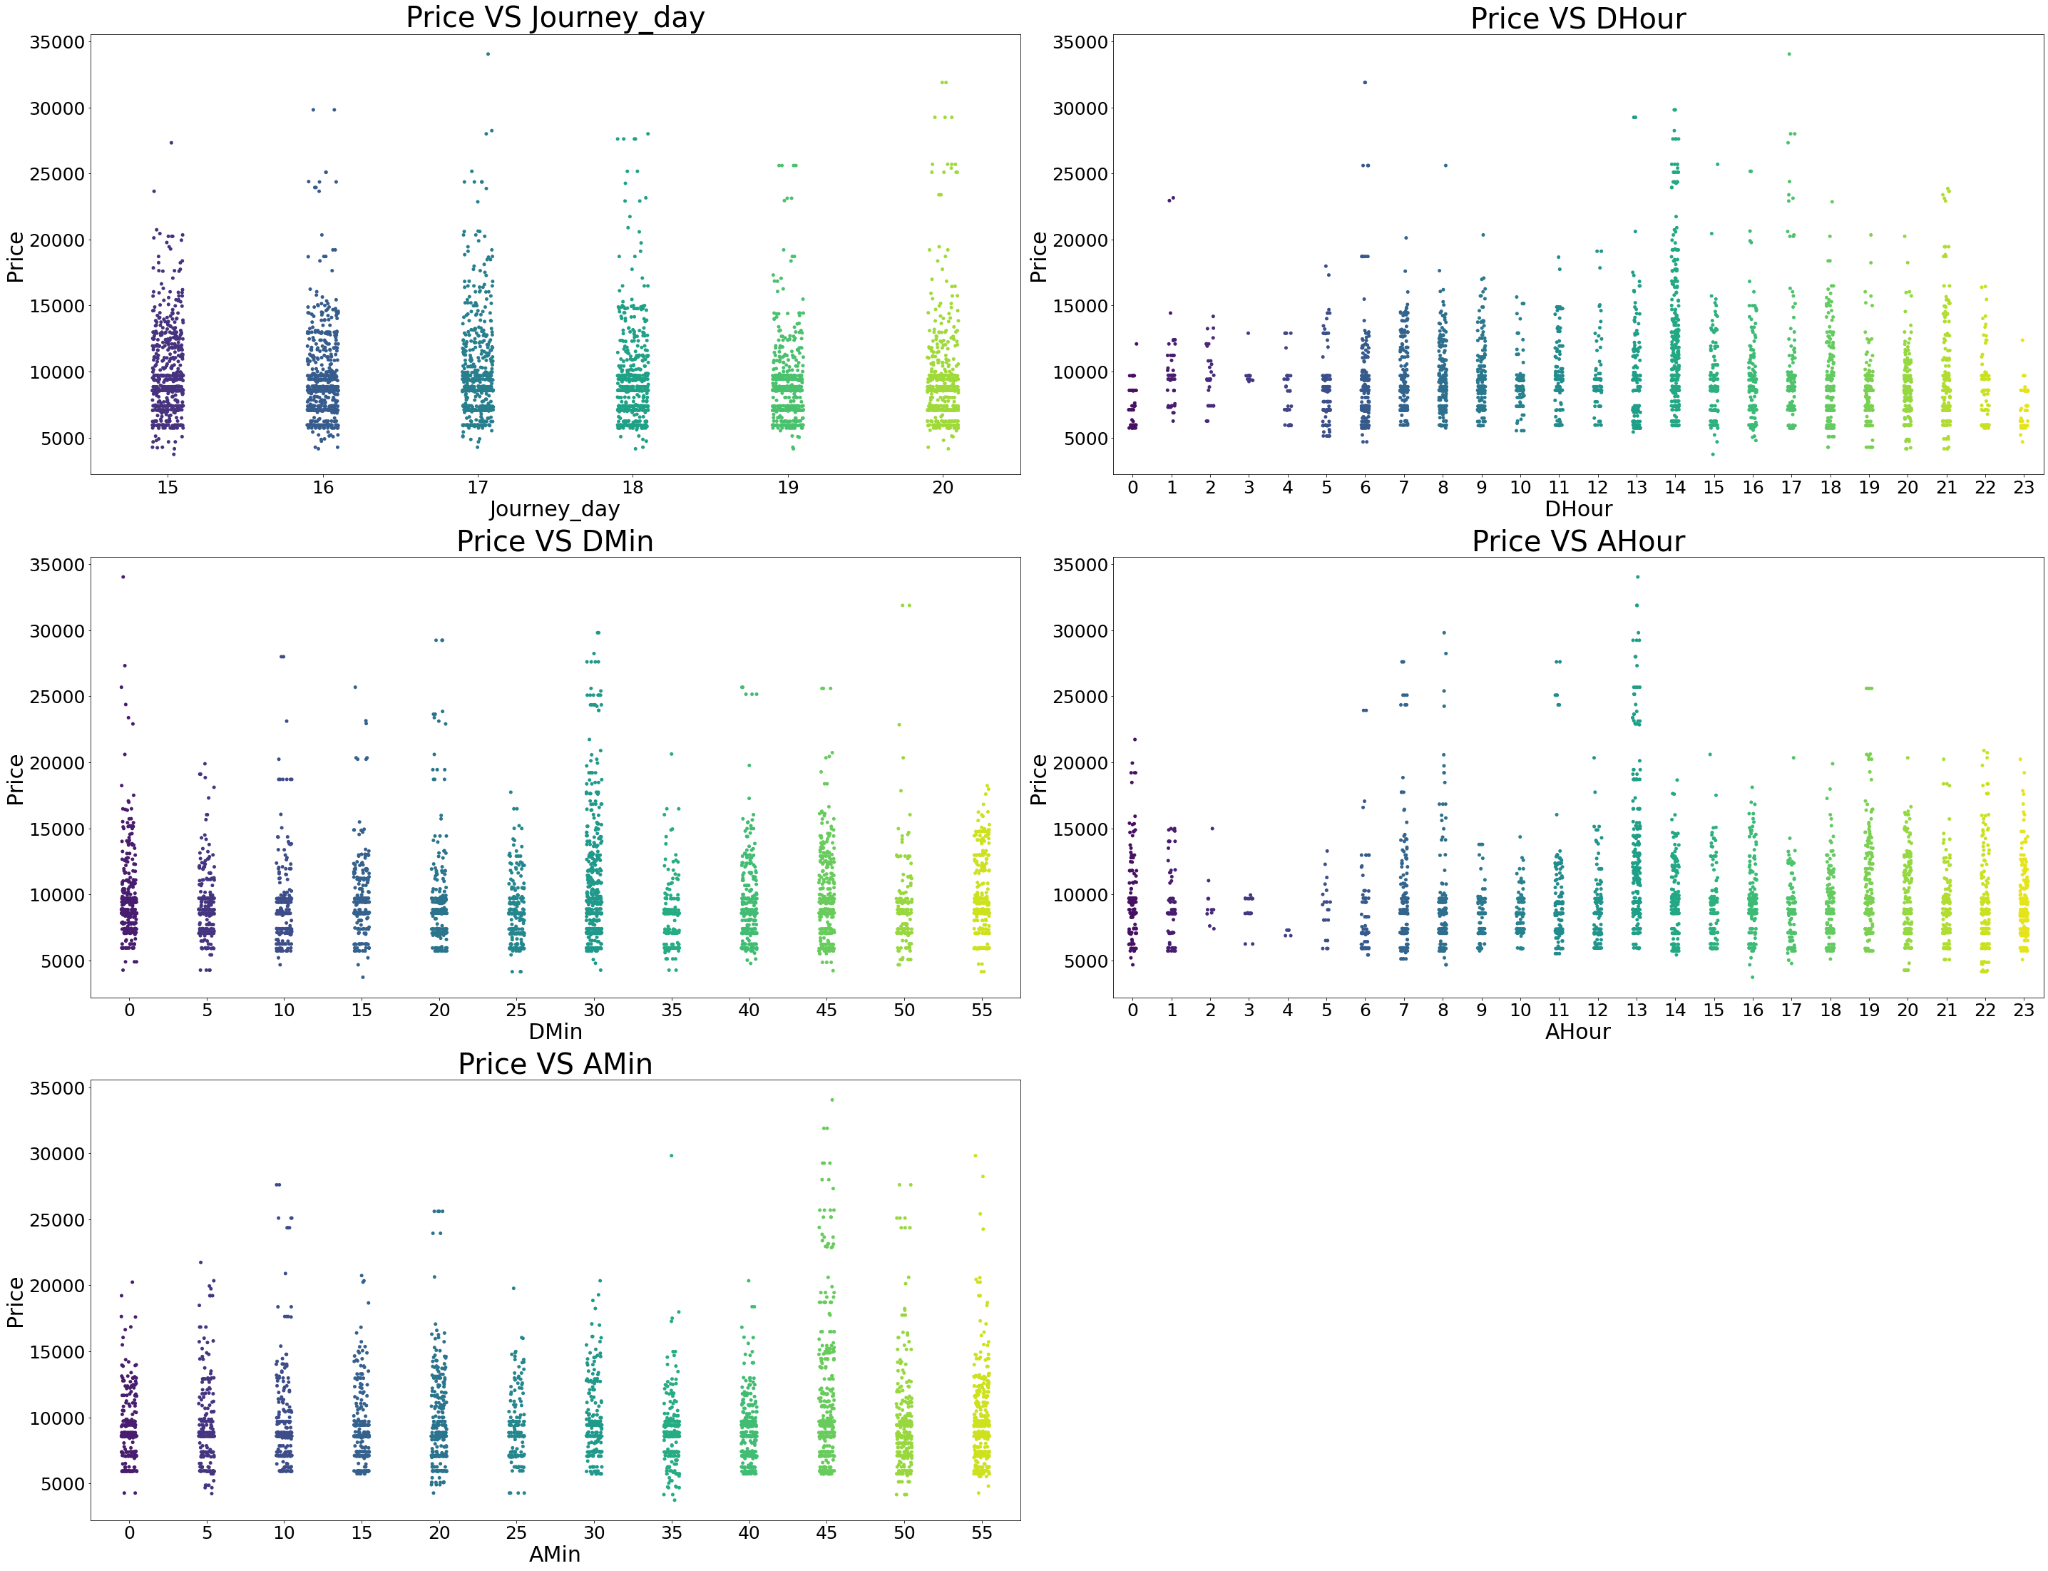 Price VS Journey_day
Price
35000
30000
25000
20000
15000
10000
5000
15 16 17 18 19 20
Journey_day
Price VS DHour
Price
35000
30000
25000
20000
15000
10000
5000
0 1 2 3 4 5 6 7 8 9 10 11 12 13 14 15 16 17 18 19 20 21 22 23
DHour
Price VS DMin
Price
35000
30000
25000
20000
15000
10000
5000
0 5 10 15 20 25 30 35 40 45 50 55
DMin
Price VS AHour
Price
35000
30000
25000
20000
15000
10000
5000
0 1 2 3 4 5 6 7 8 9 10 11 12 13 14 15 16 17 18 19 20 21 22 23
AHour
Price VS AMin
Price
35000
30000
25000
20000
15000
10000
5000
0 5 10 15 20 25 30 35 40 45 50 55
AMin